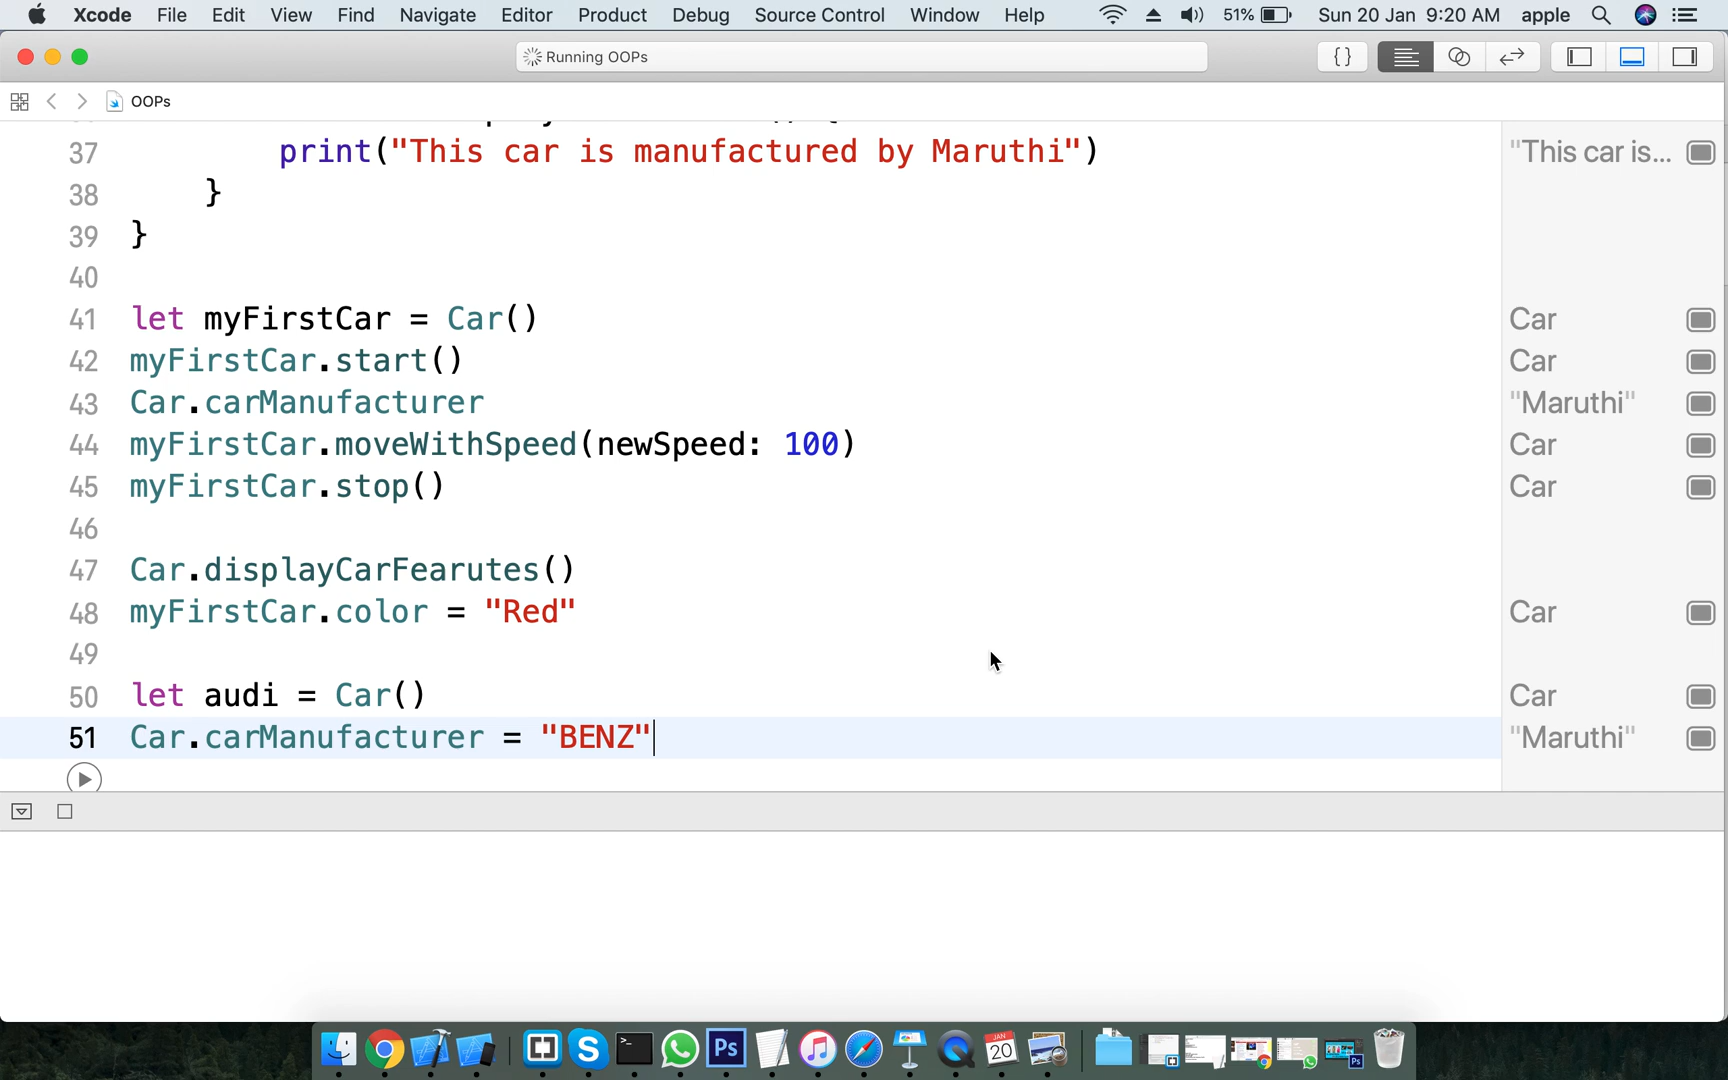 Xcode File Edit View Find Navigate Editor Product Debug Source Control Window Help 51% Sun 20 Jan 9:20 AM apple
Running OOPs
OOPs
37 print("This car is manufactured by Maruthi") "This car is...
38 }
39 }
40
41 let myFirstCar = Car() Car
42 myFirstCar.start() Car
43 Car.carManufacturer "Maruthi"
44 myFirstCar.moveWithSpeed(newSpeed: 100) Car
45 myFirstCar.stop() Car
46
47 Car.displayCarFearutes()
48 myFirstCar.color = "Red" Car
49
50 let audi = Car() Car
51 Car.carManufacturer = "BENZ" "Maruthi"
JAN
20
Ps